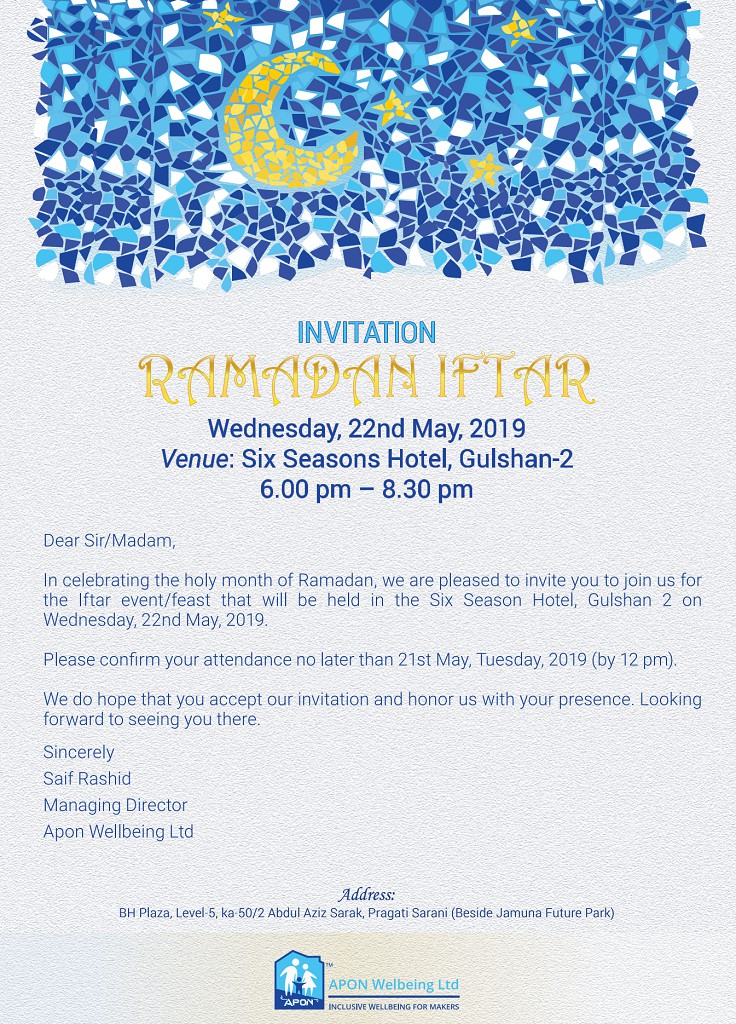 INVITATION
RAMADAN IFTAR
Wednesday, 22nd May, 2019
Venue: Six Seasons Hotel, Gulshan-2
6.00 pm – 8.30 pm
Dear Sir/Madam,
In celebrating the holy month of Ramadan, we are pleased to invite you to join us for
the Iftar event/feast that will be held in the Six Season Hotel, Gulshan 2 on
Wednesday, 22nd May, 2019.
Please confirm your attendance no later than 21st May, Tuesday, 2019 (by 12 pm).
We do hope that you accept our invitation and honor us with your presence. Looking
forward to seeing you there.
Sincerely
Saif Rashid
Managing Director
Apon Wellbeing Ltd
Address:
BH Plaza, Level-5, ka-50/2 Abdul Aziz Sarak, Pragati Sarani (Beside Jamuna Future Park)
APON
TM
APON Welbeing Ltd
INCLUSIVE WELLBEING FOR MAKERS